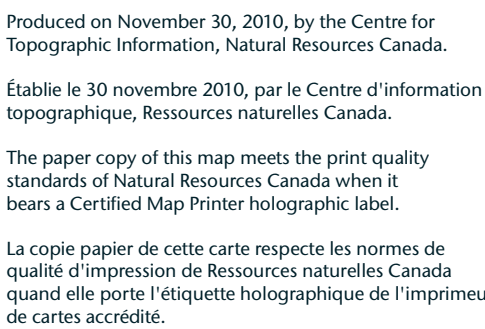 Produced on November 30, 2010, by the Centre for
Topographic Information, Natural Resources Canada.
Établie le 30 novembre 2010, par le Centre d'information
topographique, Ressources naturelles Canada.
The paper copy of this map meets the print quality
standards of Natural Resources Canada when it
bears a Certified Map Printer holographic label.
La copie papier de cette carte respecte les normes de
qualité d'impression de Ressources naturelles Canada
quand elle porte l'étiquette holographique de l'imprimeu
de cartes accrédité.